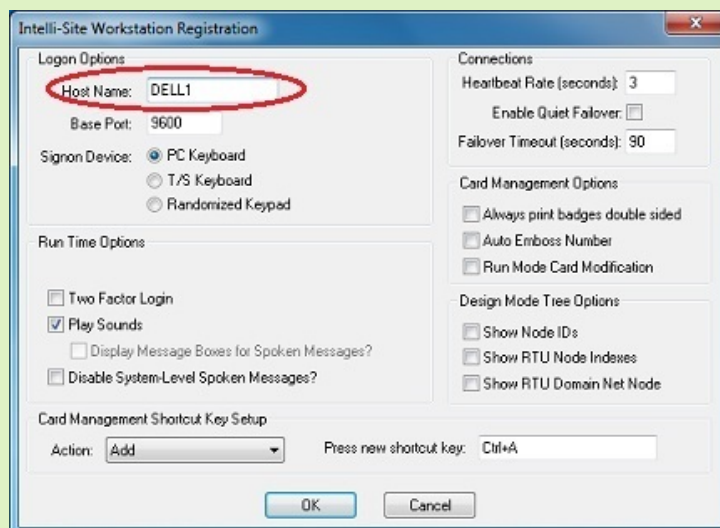 Intelli-Site Workstation Registration
Logon Options
Host Name: DELL1
Base Port: 9600
Signon Device: PC Keyboard
T/S Keyboard
Randomized Keypad
Connections
Heartbeat Rate (seconds): 3
Enable Quiet Failover:
Failover Timeout (seconds): 90
Card Management Options
Always print badges double sided
Auto Emboss Number
Run Mode Card Modification
Run Time Options
Two Factor Login
Play Sounds
Display Message Boxes for Spoken Messages?
Disable System-Level Spoken Messages?
Design Mode Tree Options
Show Node IDs
Show RTU Node Indexes
Show RTU Domain Net Node
Card Management Shortcut Key Setup
Action: Add
Press new shortcut key: Ctrl+A
OK
Cancel